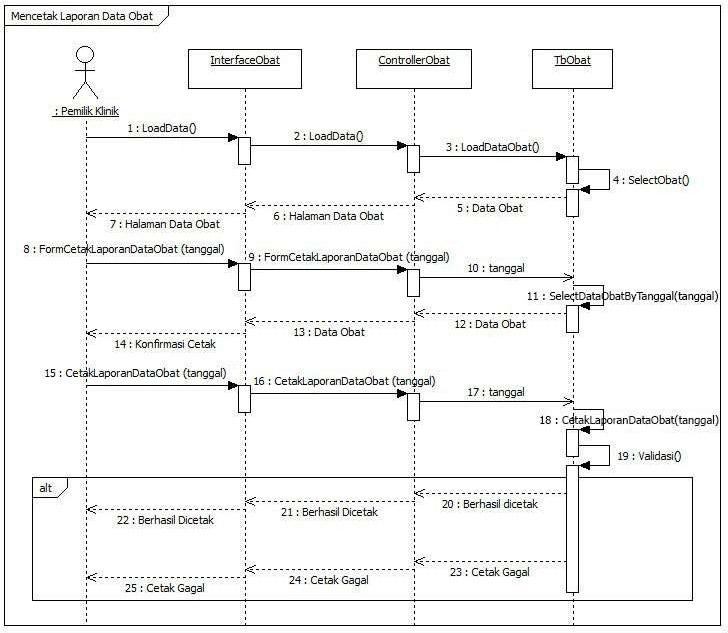 Mencetak Laporan Data Obat
InterfaceObat
ControllerObat
TbObat
: Pemilik Klinik
1 : LoadData()
2 : LoadData()
3 : LoadDataObat()
4 : SelectObat()
5 : Data Obat
6 : Halaman Data Obat
7 : Halaman Data Obat
8 : FormCetakLaporanDataObat (tanggal)
9 : FormCetakLaporanDataObat (tanggal)
10 : tanggal
11 : SelectDataObatByTanggal(tanggal)
12 : Data Obat
13 : Data Obat
14 : Konfirmasi Cetak
15 : CetakLaporanDataObat (tanggal)
16 : CetakLaporanDataObat (tanggal)
17 : tanggal
18 : CetakLaporanDataObat(tanggal)
19 : Validasi()
alt
20 : Berhasil dicetak
21 : Berhasil Dicetak
22 : Berhasil Dicetak
23 : Cetak Gagal
24 : Cetak Gagal
25 : Cetak Gagal